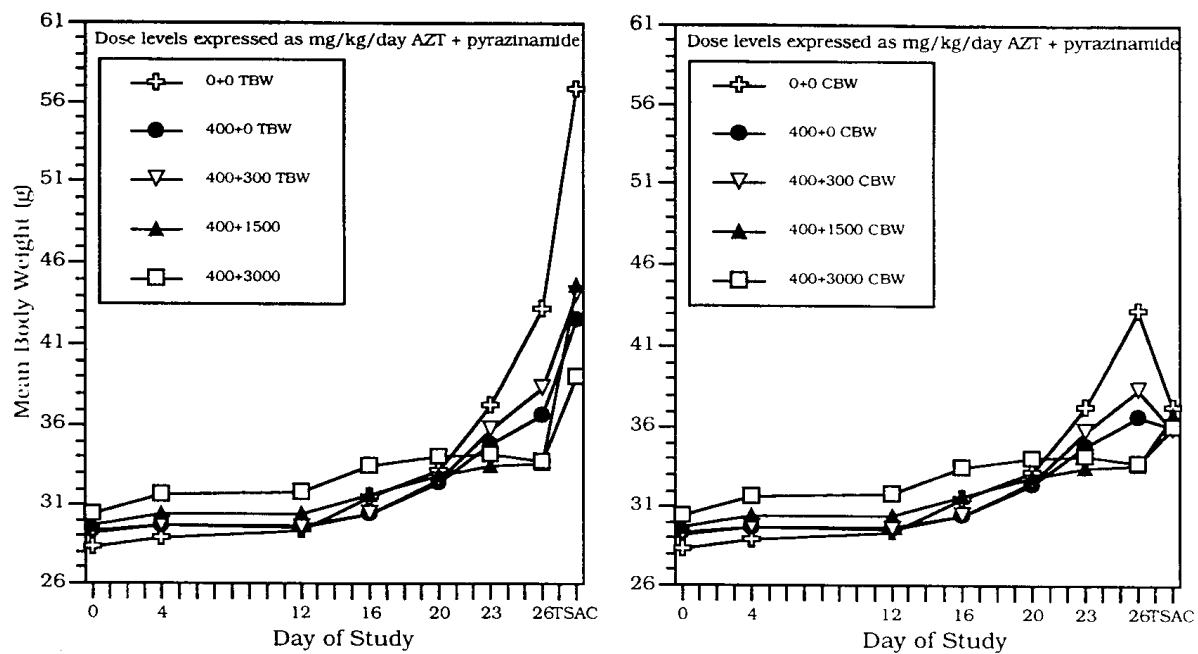 Dose levels expressed as mg/kg/day AZT + pyrazinamide
0+0 TBW
400+0 TBW
400+300 TBW
400+1500
400+3000
Mean Body Weight (g)
61
56
51
46
41
36
31
26
0 4 12 16 20 23 26 TSAC
Day of Study
Dose levels expressed as mg/kg/day AZT + pyrazinamide
0+0 CBW
400+0 CBW
400+300 CBW
400+1500 CBW
400+3000 CBW
61
56
51
46
41
36
31
26
0 4 12 16 20 23 26 TSAC
Day of Study